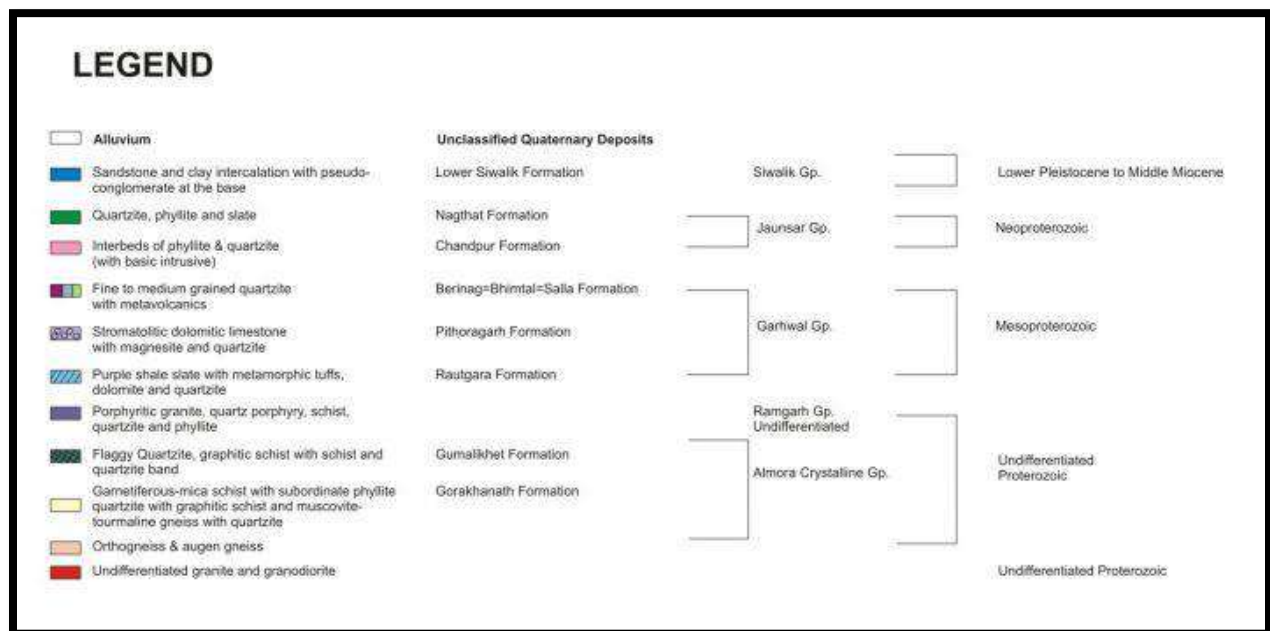 LEGEND
Alluvium
Unclassified Quaternary Deposits
Sandstone and clay intercalation with pseudo-
conglomerate at the base
Lower Siwalik Formation
Siwalik Gp.
Lower Pleistocene to Middle Miocene
Quartzite, phyllite and slate
Nagthat Formation
Jaunsar Gp.
Neoproterozoic
Interbeds of phyllite & quartzite
(with basic intrusive)
Chandpur Formation
Fine to medium grained quartzite
with metavolcanics
Berinag=Bhimtal=Salla Formation
Garhwal Gp.
Mesoproterozoic
Stromatolitic dolomitic limestone
with magnesite and quartzite
Pithoragarh Formation
Purple shale slate with metamorphic tuffs,
dolomite and quartzite
Rautgara Formation
Porphyritic granite, quartz porphyry, schist,
quartzite and phyllite
Ramgarh Gp.
Undifferentiated
Flaggy Quartzite, graphitic schist with schist and
quartzite band
Gumalikhet Formation
Almora Crystalline Gp.
Undifferentiated
Proterozoic
Garnetiferous-mica schist with subordinate phyllite
quartzite with graphitic schist and muscovite-
tourmaline gneiss with quartzite
Gorakhanath Formation
Orthogneiss & augen gneiss
Undifferentiated granite and granodiorite
Undifferentiated Proterozoic